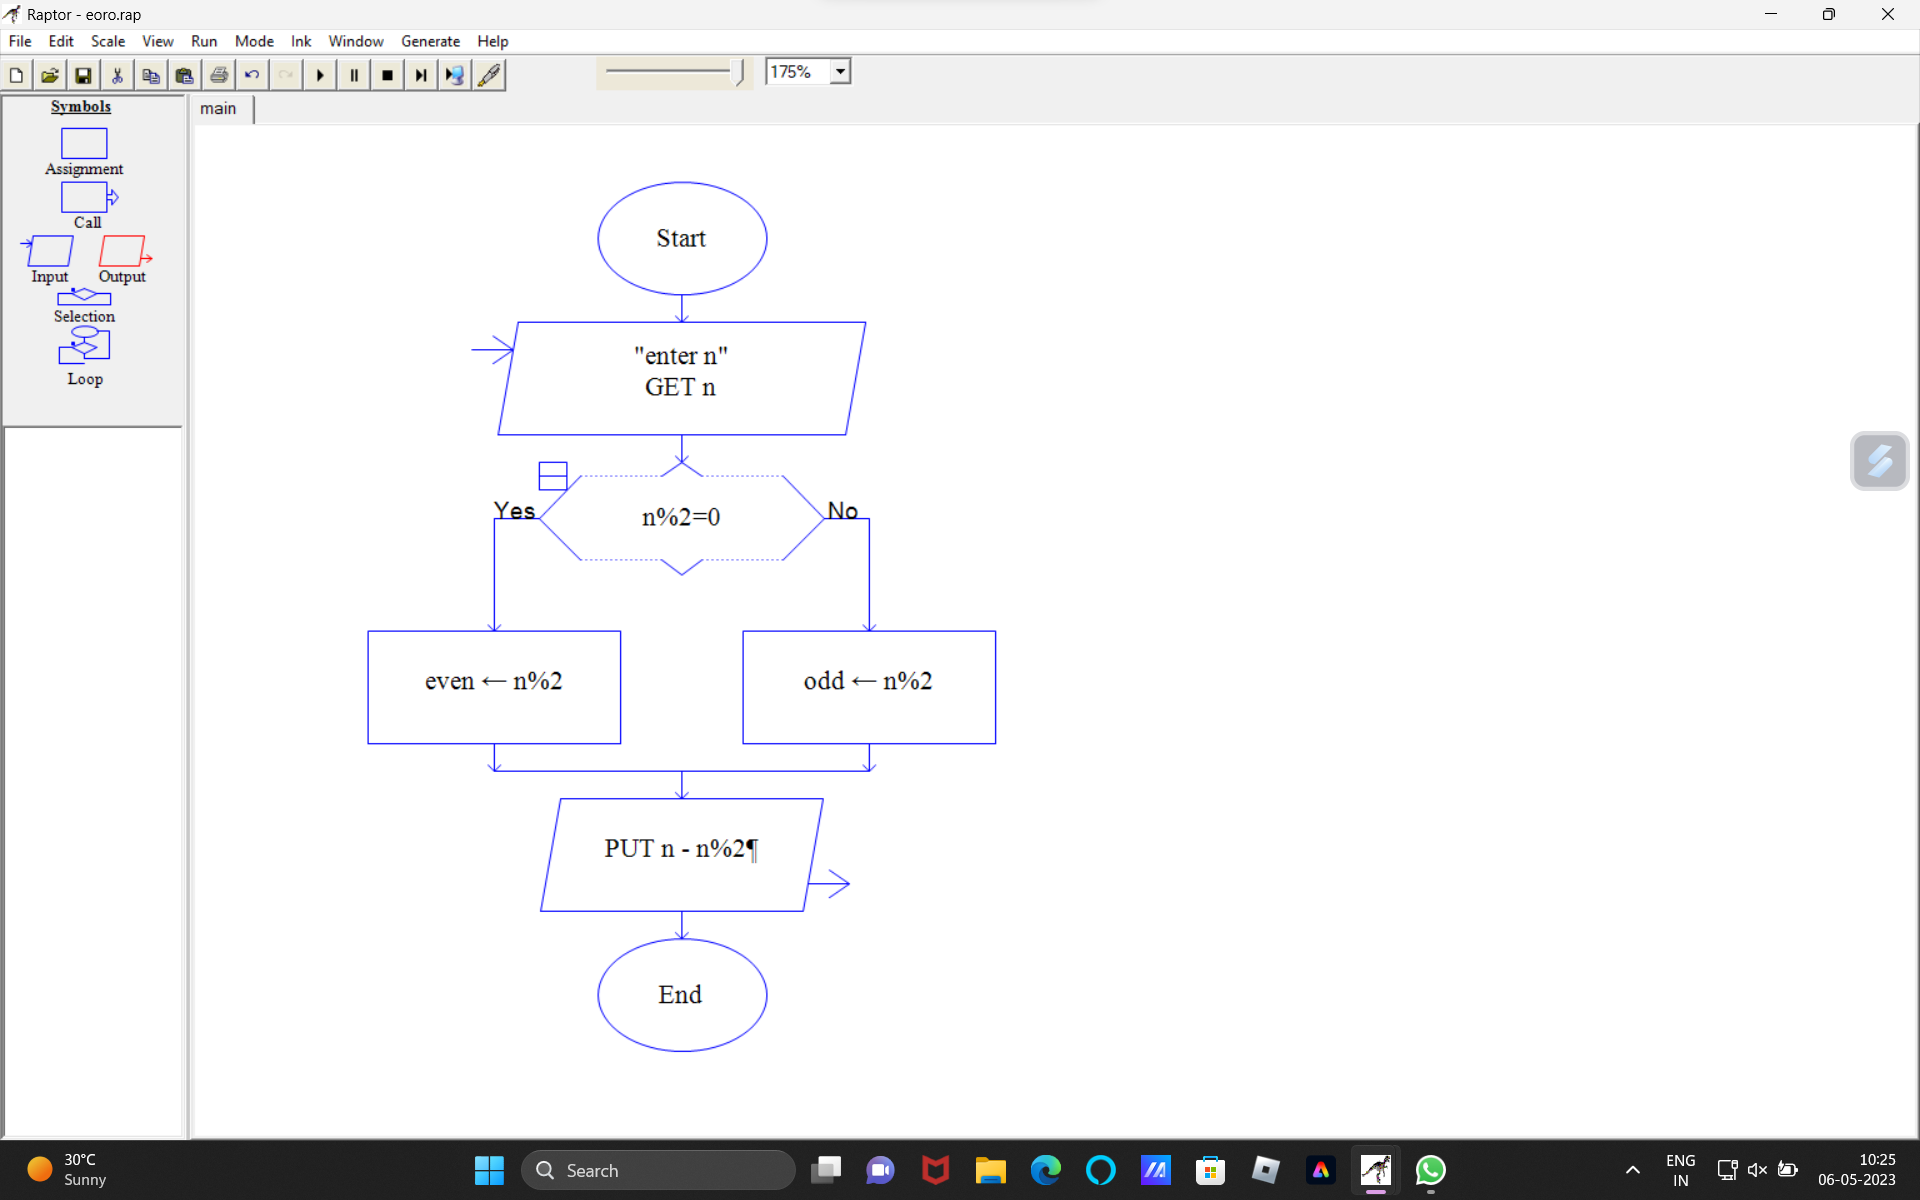 Raptor - eoro.rap
File Edit Scale View Run Mode Ink Window Generate Help
175%
Symbols
main
Assignment
Call
Input Output
Selection
Loop
Start
"enter n"
GET n
Yes n%2=0 No
even ← n%2 odd ← n%2
PUT n - n%2¶
End
30°C
Sunny
Search
ENG
IN
10:25
06-05-2023